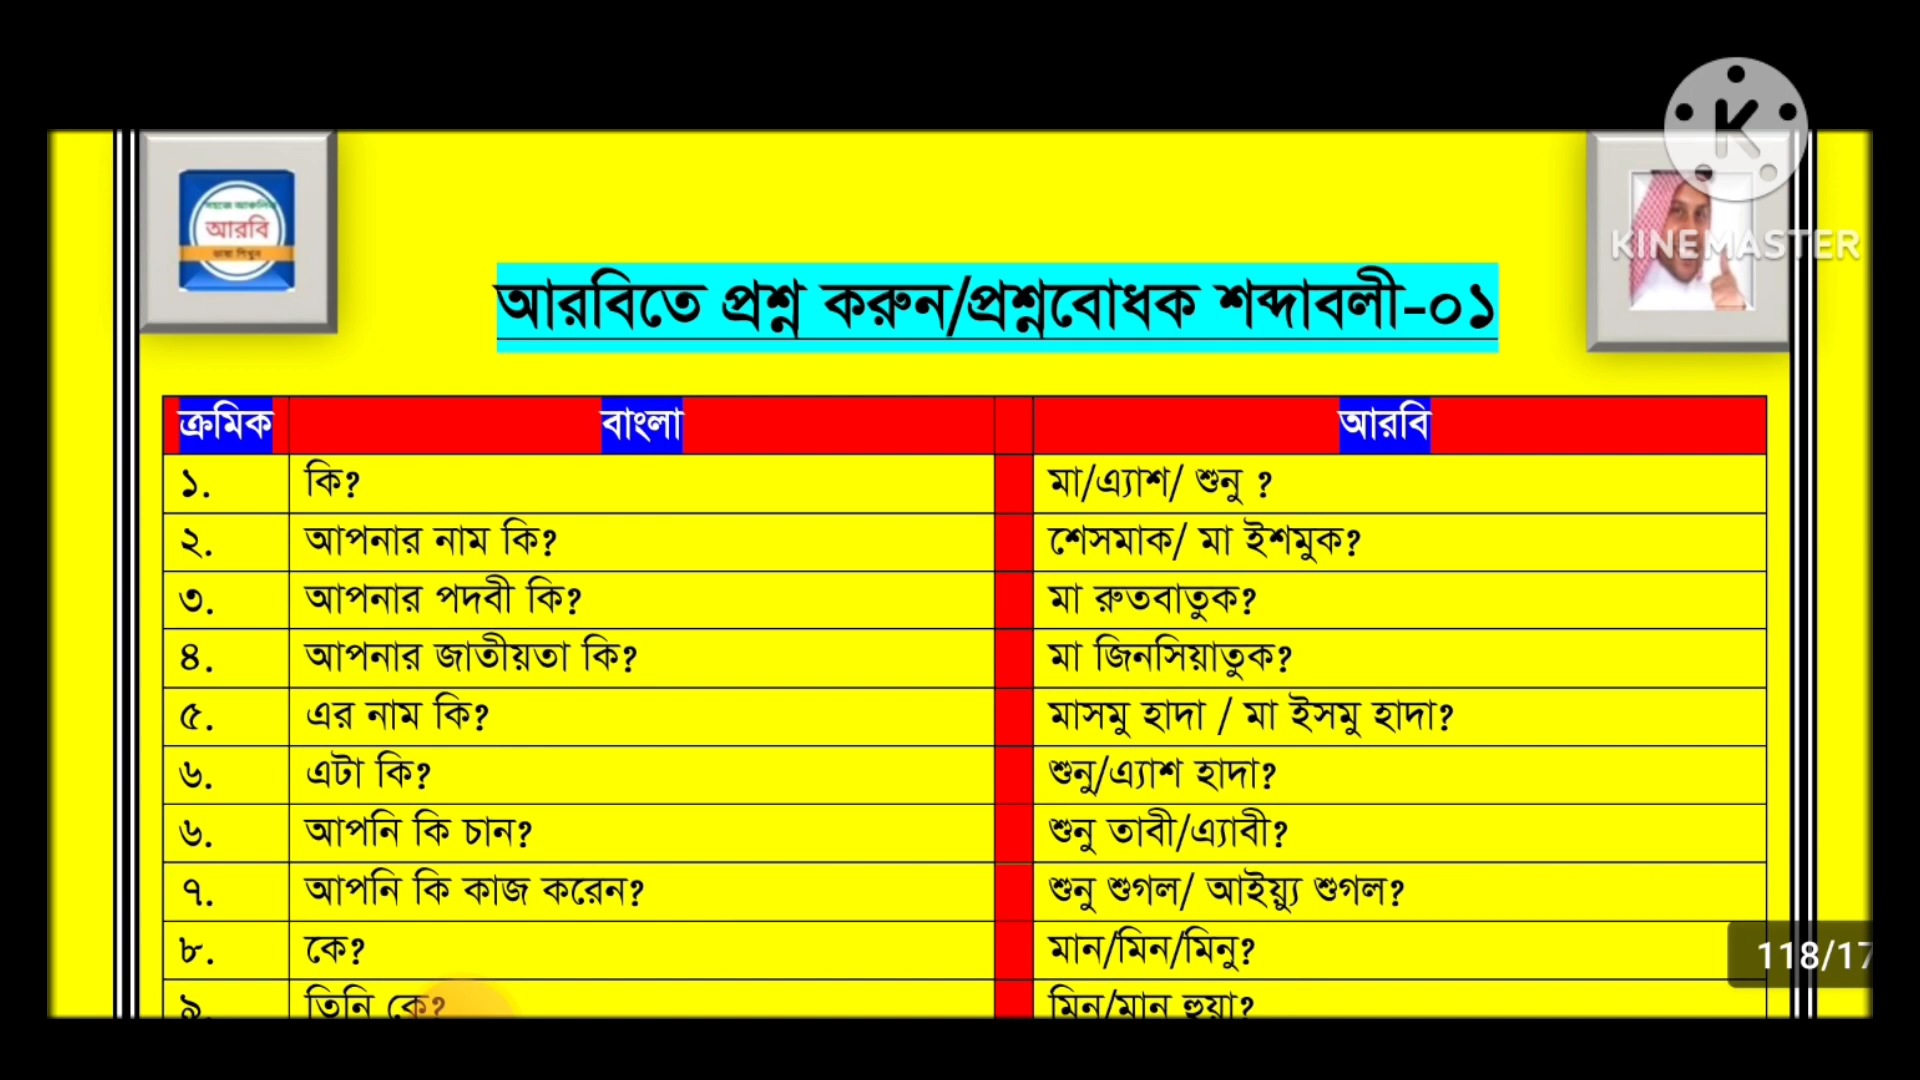 K
KINEMASTER
আরবি
ভাষা শিখুন
আরবিতে প্রশ্ন করুন/প্রশ্নবোধক শব্দাবলী-০১
ক্রমিক বাংলা আরবি
১. কি? মা/এ্যাশ/ শুনু ?
২. আপনার নাম কি? শেসমাক/ মা ইশমুক?
৩. আপনার পদবী কি? মা রুতবাতুক?
৪. আপনার জাতীয়তা কি? মা জিনসিয়াতুক?
৫. এর নাম কি? মাসমু হাদা / মা ইসমু হাদা?
৬. এটা কি? শুনু/এ্যাশ হাদা?
৬. আপনি কি চান? শুনু তাবী/এ্যাবী?
৭. আপনি কি কাজ করেন? শুনু শুগল/ আইয়্যু শুগল?
৮. কে? মান/মিন/মিনু?
৯. তিনি কে? মিন/মান হুয়া?
118/17